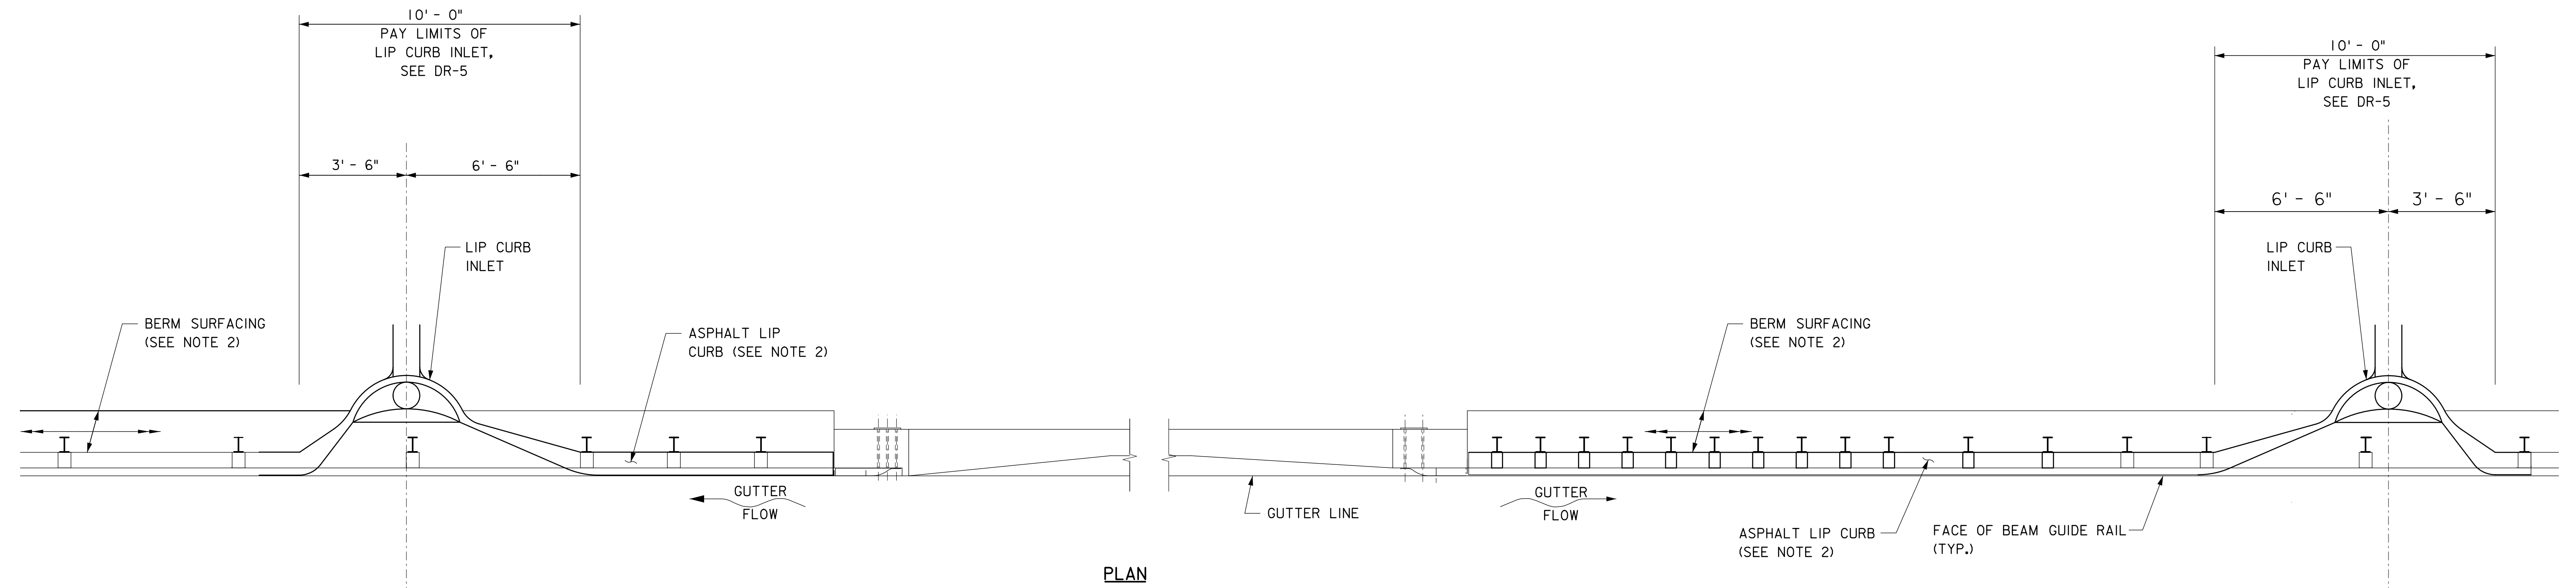 10'- 0"
PAY LIMITS OF
LIP CURB INLET,
SEE DR-5
3'- 6"
6'- 6"
LIP CURB
INLET
BERM SURFACING
(SEE NOTE 2)
ASPHALT LIP
CURB (SEE NOTE 2)
GUTTER
FLOW
10'- 0"
PAY LIMITS OF
LIP CURB INLET,
SEE DR-5
6'- 6"
3'- 6"
LIP CURB
INLET
BERM SURFACING
(SEE NOTE 2)
GUTTER LINE
GUTTER
FLOW
ASPHALT LIP CURB
(SEE NOTE 2)
FACE OF BEAM GUIDE RAIL
(TYP.)
PLAN